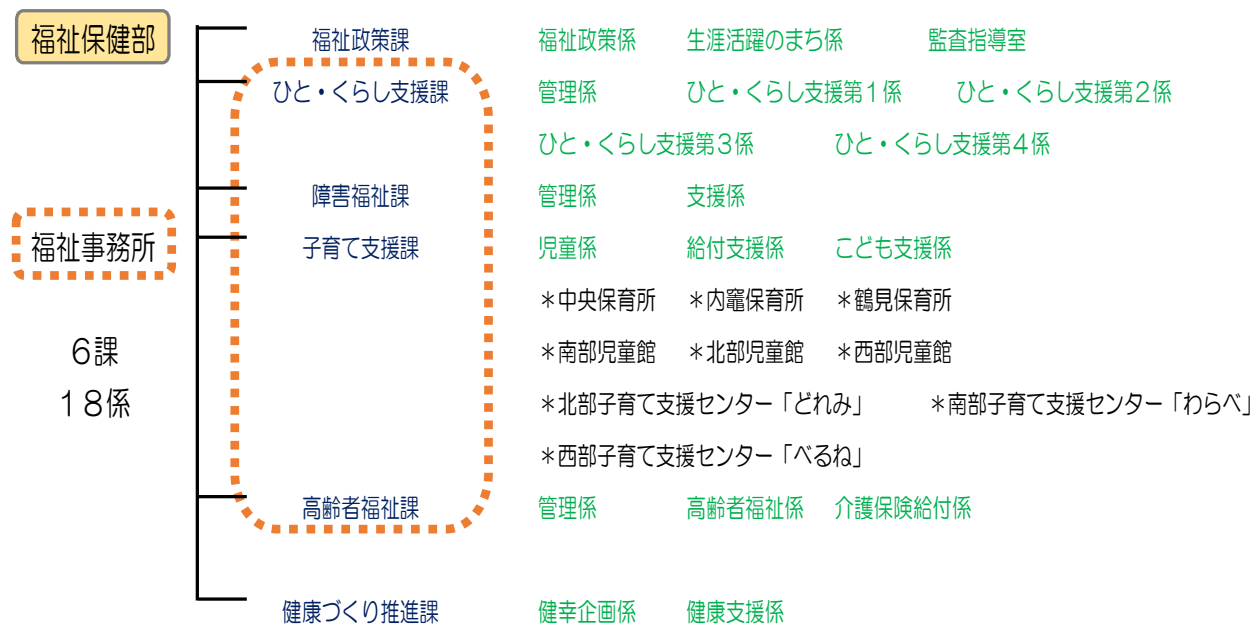 福祉保健部 福祉政策課 福祉政策係 生涯活躍のまち係 監査指導室
ひと・くらし支援課 管理係 ひと・くらし支援第1係 ひと・くらし支援第2係
ひと・くらし支援第3係 ひと・くらし支援第4係
障害福祉課 管理係 支援係
福祉事務所 子育て支援課 児童係 給付支援係 こども支援係
＊中央保育所 ＊内竈保育所 ＊鶴見保育所
6課 ＊南部児童館 ＊北部児童館 ＊西部児童館
18係 ＊北部子育て支援センター「どれみ」 ＊南部子育て支援センター「わらべ」
＊西部子育て支援センター「べるね」
高齢者福祉課 管理係 高齢者福祉係 介護保険給付係
健康づくり推進課 健幸企画係 健康支援係